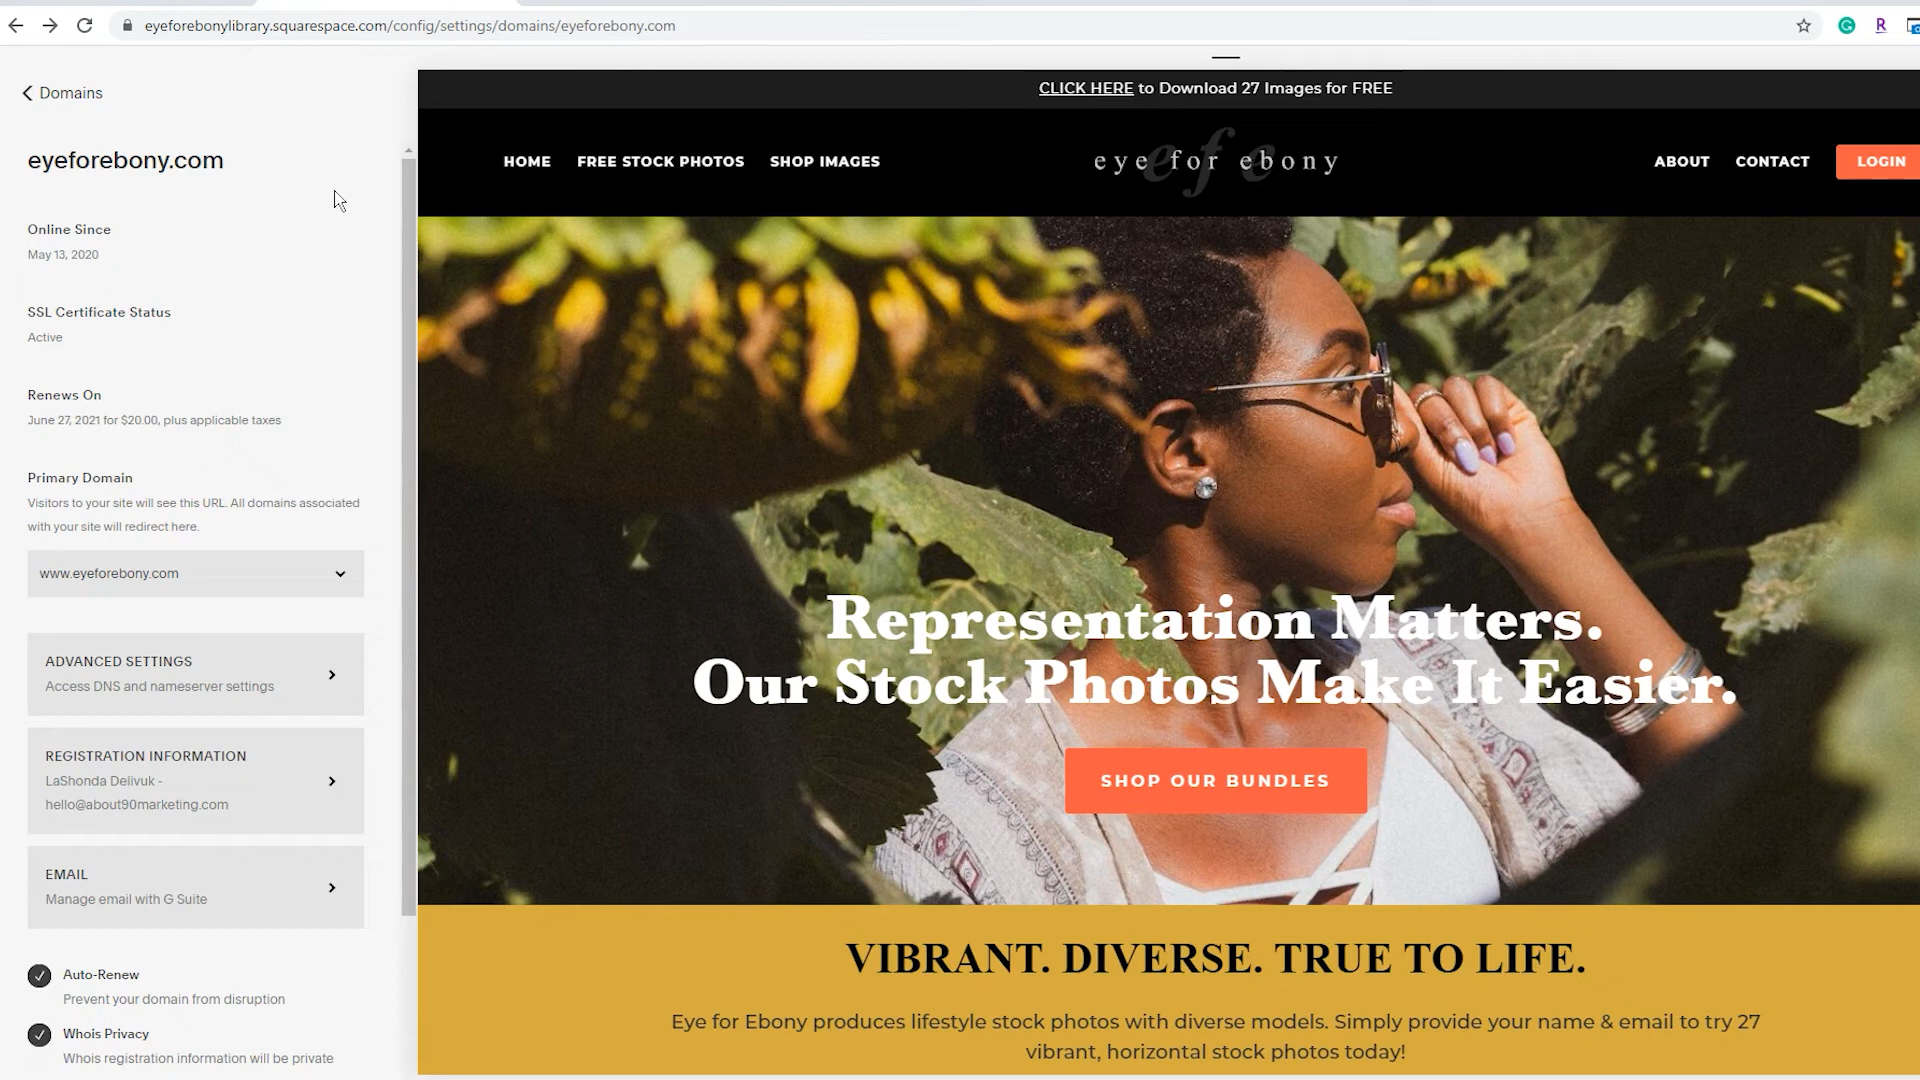 eyeforebonylibrary.squarespace.com/config/settings/domains/eyeforebony.com
R
Domains
eyeforebony.com
Online Since
May 13, 2020
SSL Certificate Status
Active
Renews On
June 27, 2021 for $20.00, plus applicable taxes
Primary Domain
Visitors to your site will see this URL. All domains associated
with your site will redirect here.
www.eyeforebony.com
ADVANCED SETTINGS
Access DNS and nameserver settings
REGISTRATION INFORMATION
LaShonda Delivuk -
hello@about90marketing.com
EMAIL
Manage email with G Suite
Auto-Renew
Prevent your domain from disruption
Whois Privacy
Whois registration information will be private
CLICK HERE to Download 27 Images for FREE
HOME FREE STOCK PHOTOS SHOP IMAGES
efe
eye for ebony
ABOUT CONTACT LOGIN
Representation Matters.
Our Stock Photos Make It Easier.
SHOP OUR BUNDLES
VIBRANT. DIVERSE. TRUE TO LIFE.
Eye for Ebony produces lifestyle stock photos with diverse models. Simply provide your name & email to try 27
vibrant, horizontal stock photos today!